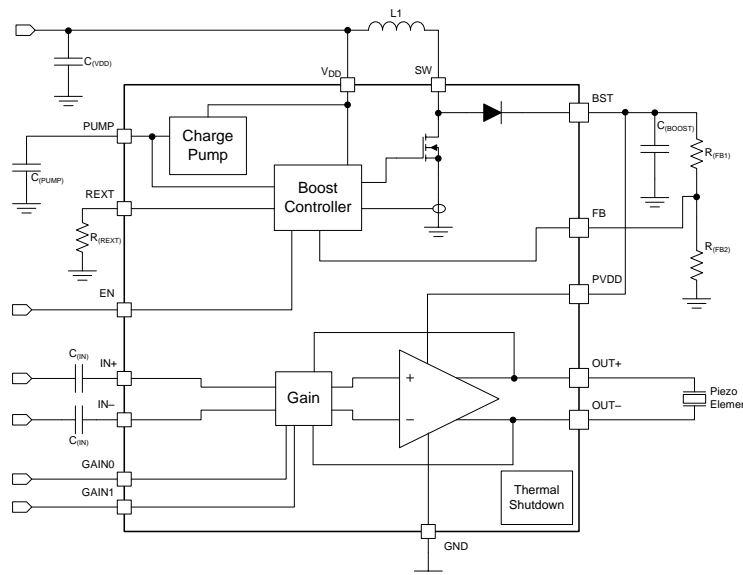 L1
C(VDD)
VDD
SW
BST
PUMP
Charge
Pump
C(BOOST)
R(FB1)
C(PUMP)
REXT
Boost
Controller
FB
R(REXT)
R(FB2)
PVDD
EN
C(IN)
IN+
OUT+
+
Gain
Piezo
Elemen
IN–
–
OUT–
C(IN)
GAIN0
GAIN1
Thermal
Shutdown
GND